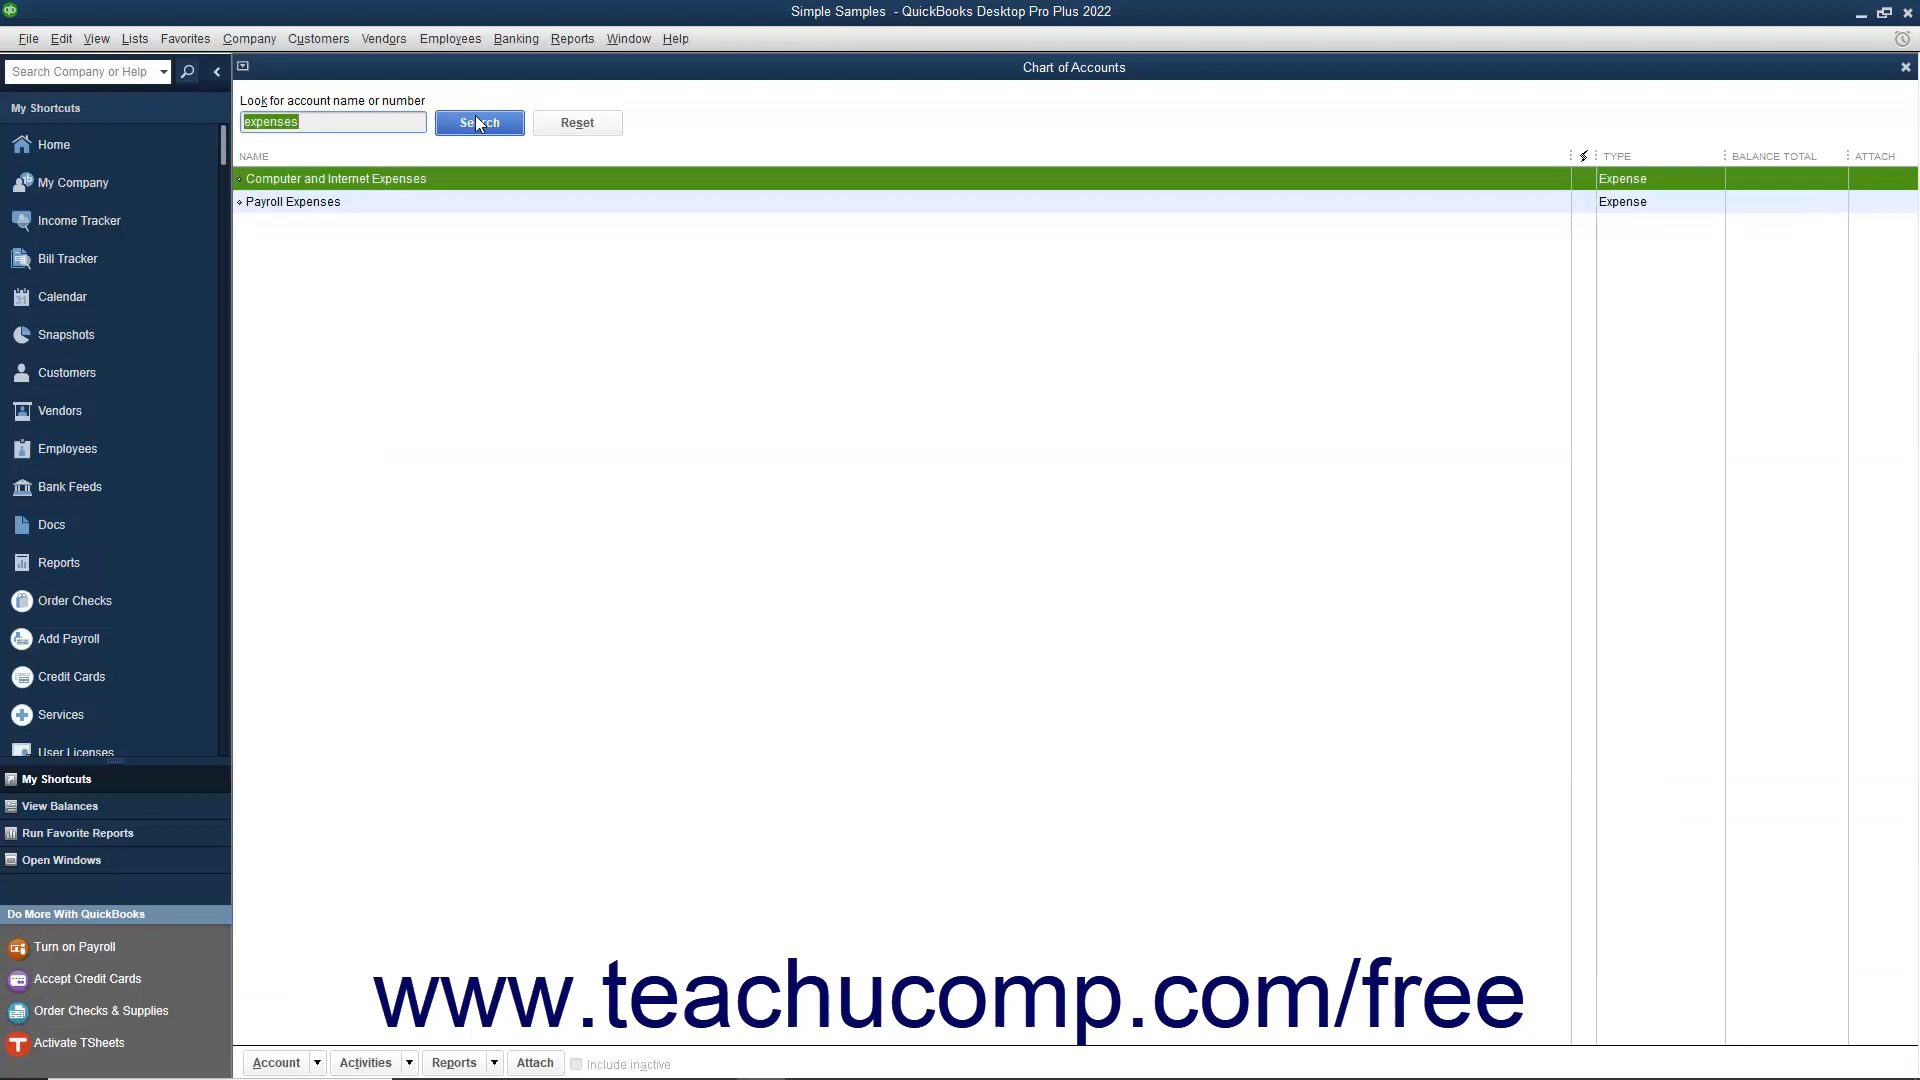 Simple Samples - QuickBooks Desktop Pro Plus 2022
File Edit View Lists Favorites Company Customers Vendors Employees Banking Reports Window Help
Search Company or Help
My Shortcuts
Home
My Company
Income Tracker
Bill Tracker
Calendar
Snapshots
Customers
Vendors
Employees
Bank Feeds
Docs
Reports
Order Checks
Add Payroll
Credit Cards
Services
User Licenses
My Shortcuts
View Balances
Run Favorite Reports
Open Windows
Do More With QuickBooks
Turn on Payroll
Accept Credit Cards
Order Checks & Supplies
Activate TSheets
Chart of Accounts
Look for account name or number
expenses Search Reset
NAME TYPE BALANCE TOTAL ATTACH
Computer and Internet Expenses Expense
Payroll Expenses Expense
www.teachucomp.com/free
Account Activities Reports Attach Include inactive